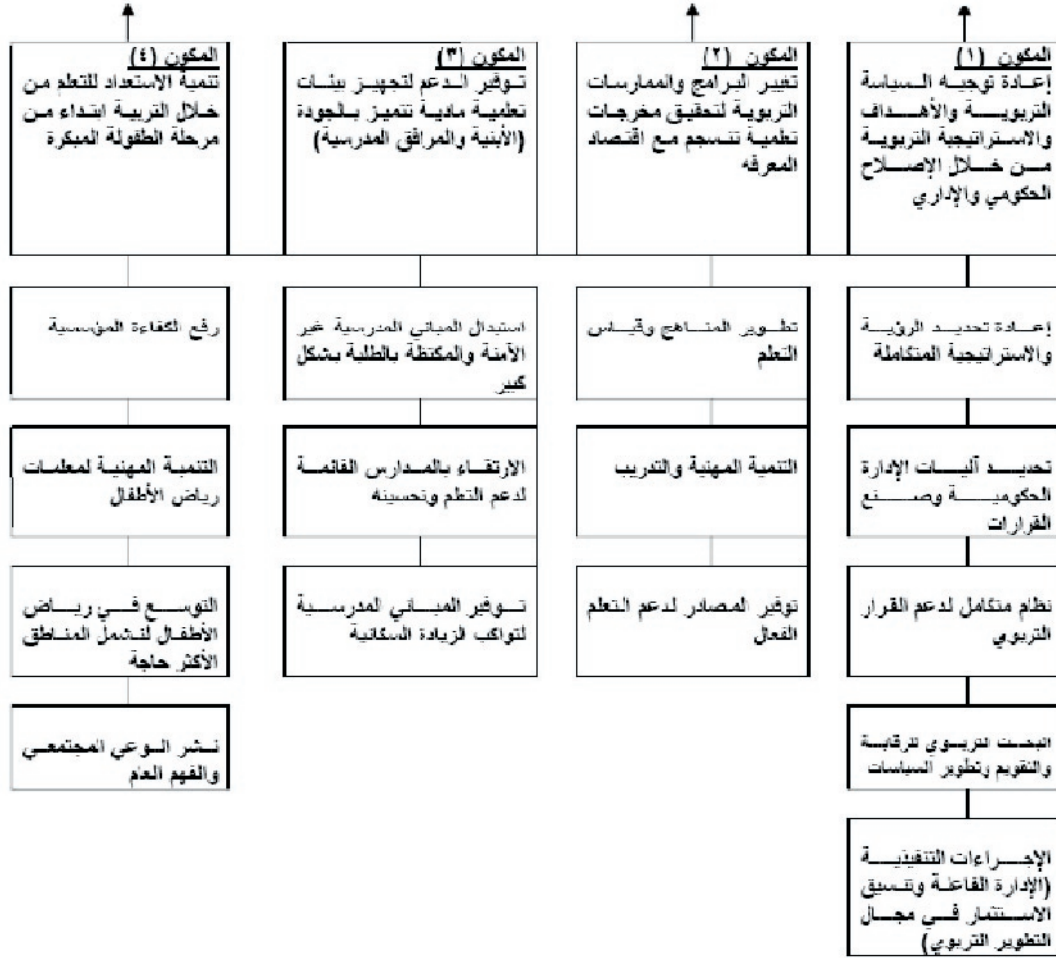 المكون (١)
إعادة توجيه السياسة
التربوية والأهداف
والاستراتيجية التربوية
من خلال الإصلاح
الحكومي والإداري
إعادة تحديد الرؤية
والاستراتيجية المتكاملة
تحديد آليات الإدارة
الحكومية وصنع
القرارات
نظام متكامل لدعم القرار
التربوي
البحث التربوي للرقابة
والتقويم وتطوير السياسات
الإجراءات التنفيذية
(الإدارة الفاعلة وتنسيق
الاستثمار في مجال
التطوير التربوي)
المكون (٢)
تغيير البرامج والممارسات
التربوية لتحقيق مخرجات
تعلمية تنسجم مع اقتصاد
المعرفه
تطوير المناهج وقياس
التعلم
التنمية المهنية والتدريب
توفير المصادر لدعم التعلم
الفعال
المكون (٣)
توفير الدعم لتجهيز بيئات
تعلمية مادية تتميز بالجودة
(الأبنية والمرافق المدرسية)
استبدال المباني المدرسية غير
الآمنة والمكتظة بالطلبة بشكل
كبير
الارتقاء بالمدارس القائمة
لدعم التعلم وتحسينه
توفير المباني المدرسية
لتواكب الزيادة السكانية
المكون (٤)
تنمية الاستعداد للتعلم من
خلال التربية ابتداء من
مرحلة الطفولة المبكرة
رفع الكفاءة المؤسسية
التنمية المهنية لمعلمات
رياض الأطفال
التوسع في رياض
الأطفال لتشمل المناطق
الأكثر حاجة
نشر الوعي المجتمعي
والفهم العام